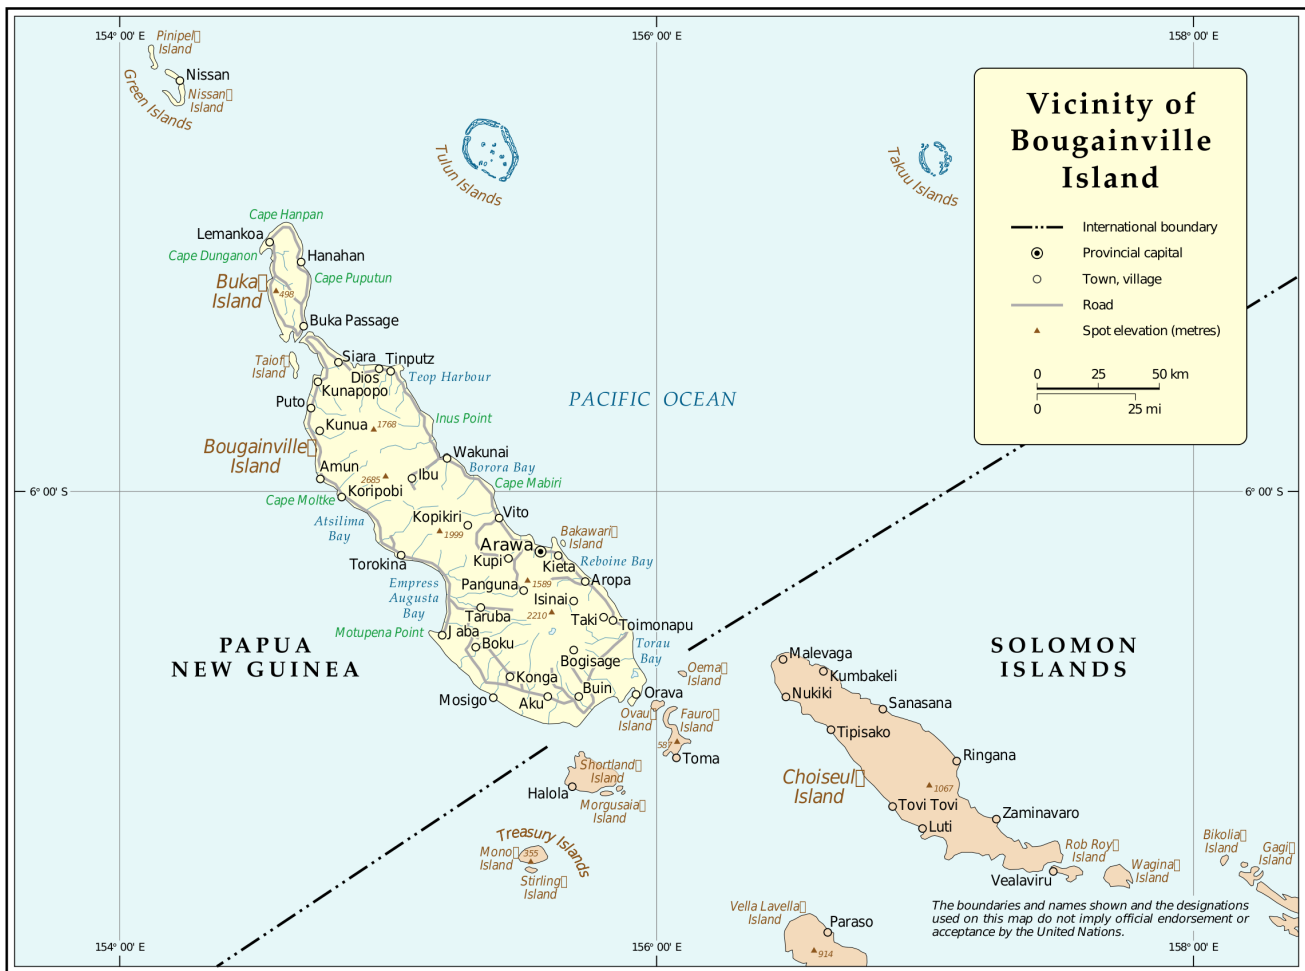 154° 00′ E
156° 00′ E
158° 00′ E
Pinipel
Island
Nissan
Nissan
Island
Green Islands
Tulun Islands
Takuu Islands
Vicinity of
Bougainville
Island
International boundary
Provincial capital
Town, village
Road
Spot elevation (metres)
0 25 50 km
0 25 mi
Cape Hanpan
Lemankoa
Cape Dunganon
Hanahan
Cape Puputun
Buka
Island
498
Buka Passage
Taiof
Island
Siara
Tinputz
Dios
Teop Harbour
Kunapopo
Puto
PACIFIC OCEAN
Inus Point
Kunua
1768
Bougainville
Island
Wakunai
Amun
Borora Bay
2685
Ibu
Cape Mabiri
Koripobi
Cape Moltke
6° 00′ S
6° 00′ S
Vito
Kopikiri
Atsilima
Bay
1999
Bakawari
Island
Arawa
Kupi
Kieta
Reboine Bay
Torokina
Empress
Augusta
Bay
Panguna
1589
Aropa
Isinai
2210
Taruba
Taki
Toimonapu
Motupena Point
Jaba
Boku
Torau
Bay
Bogisage
PAPUA
NEW GUINEA
SOLOMON
ISLANDS
Konga
Buin
Orava
Mosigo
Aku
Oema
Island
Ovau
Island
Fauro
Island
587
Toma
Malevaga
Kumbakeli
Nukiki
Sanasana
Tipisako
Ringana
Choiseul
Island
1067
Tovi Tovi
Luti
Zaminavaro
Shortland
Island
Halola
Morgusaia
Island
Treasury Islands
Mono
Island
355
Stirling
Island
Rob Roy
Island
Vealaviru
Wagina
Island
Bikolia
Island
Gagi
Island
Vella Lavella
Island
Paraso
914
The boundaries and names shown and the designations
used on this map do not imply official endorsement or
acceptance by the United Nations.
154° 00′ E
156° 00′ E
158° 00′ E